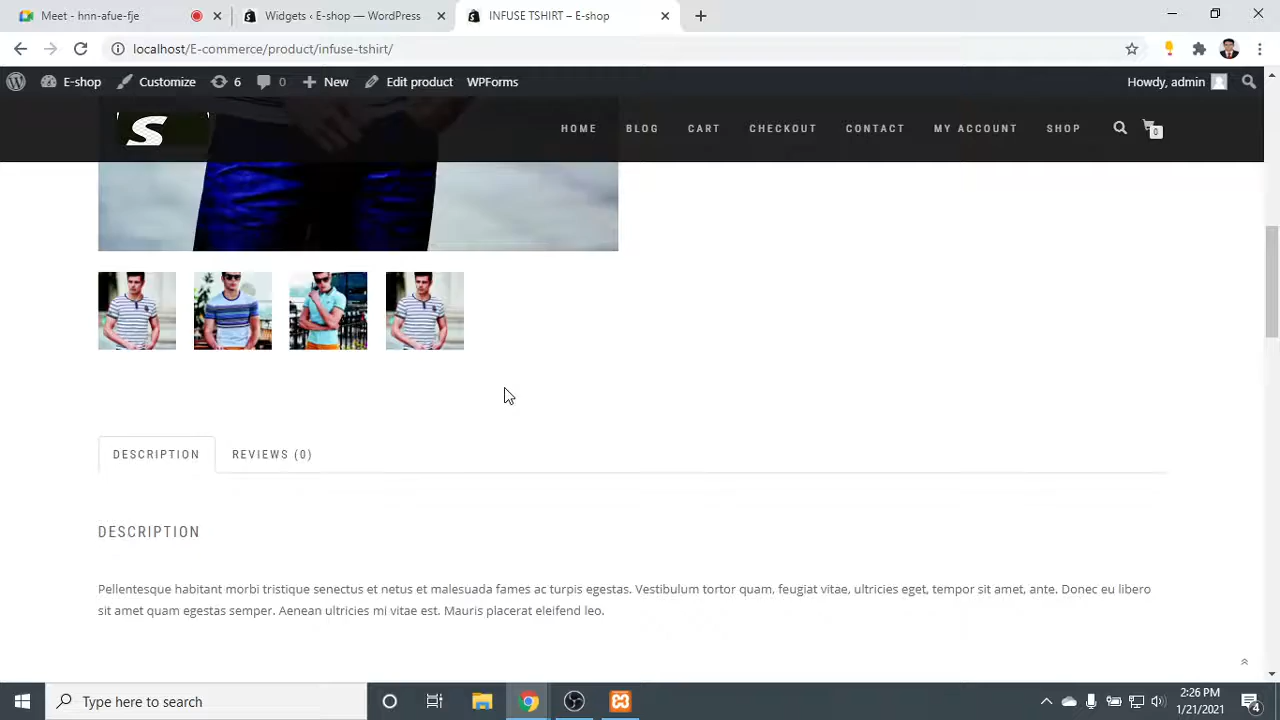 Meet - hnn-afue-fje
Widgets ‹ E-shop — WordPress
INFUSE TSHIRT – E-shop
localhost/E-commerce/product/infuse-tshirt/
E-shop
Customize
6
0
New
Edit product
WPForms
Howdy, admin
S
HOME
BLOG
CART
CHECKOUT
CONTACT
MY ACCOUNT
SHOP
0
DESCRIPTION
REVIEWS (0)
DESCRIPTION
Pellentesque habitant morbi tristique senectus et netus et malesuada fames ac turpis egestas. Vestibulum tortor quam, feugiat vitae, ultricies eget, tempor sit amet, ante. Donec eu libero
sit amet quam egestas semper. Aenean ultricies mi vitae est. Mauris placerat eleifend leo.
Type here to search
2:26 PM
1/21/2021
4